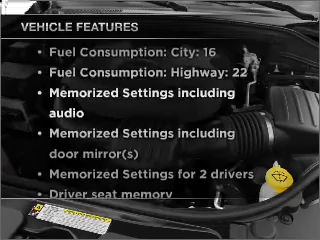 VEHICLE FEATURES
• Fuel Consumption: City: 16
• Fuel Consumption: Highway: 22
• Memorized Settings including
audio
• Memorized Settings including
door mirror(s)
• Memorized Settings for 2 drivers
• Driver seat memory